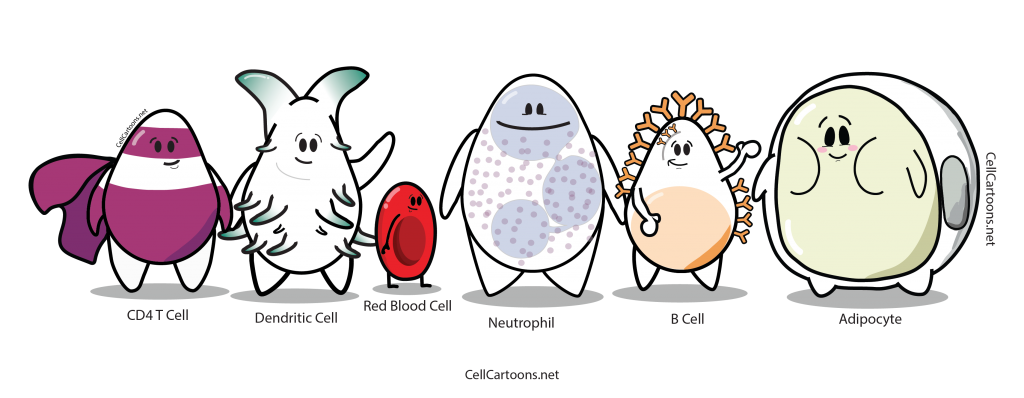 CellCartoons.net
CD4 T Cell
Dendritic Cell
Red Blood Cell
Neutrophil
B Cell
Adipocyte
CellCartoons.net
CellCartoons.net